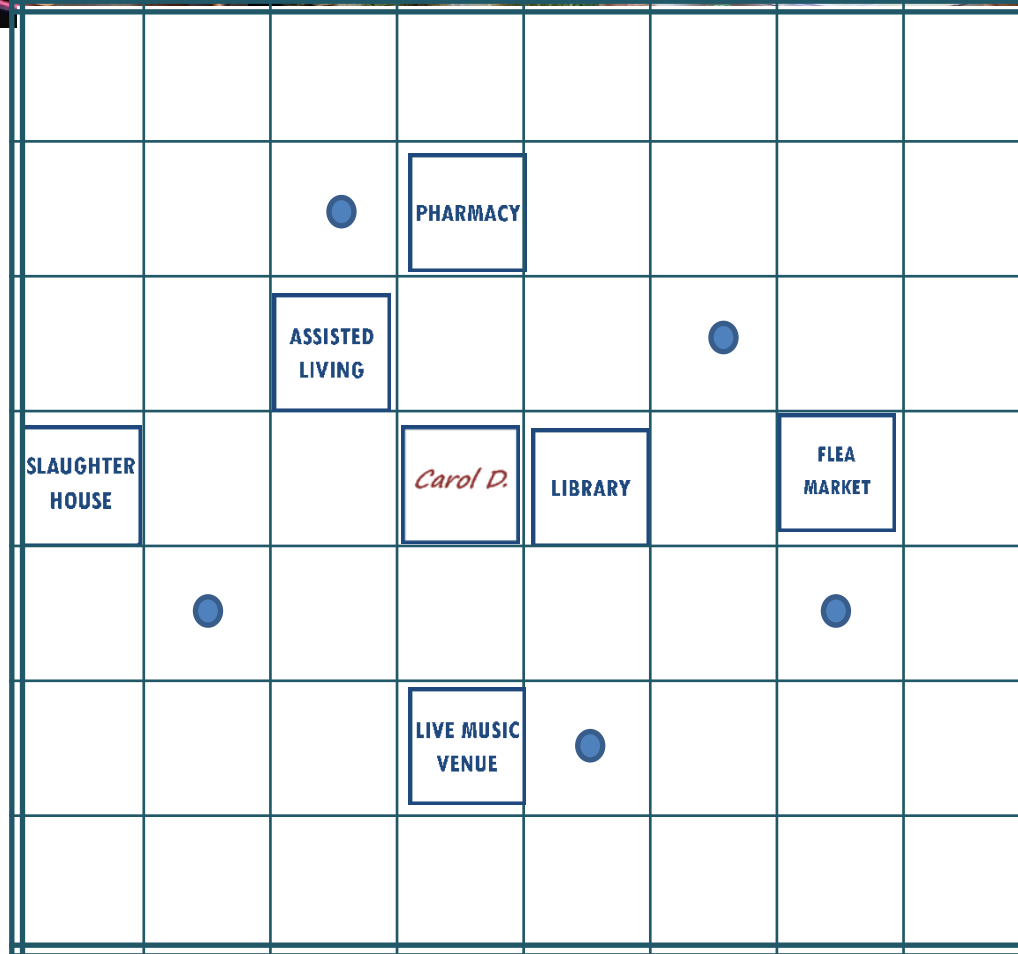 PHARMACY
ASSISTED
LIVING
SLAUGHTER
HOUSE
Carol D.
LIBRARY
FLEA
MARKET
LIVE MUSIC
VENUE